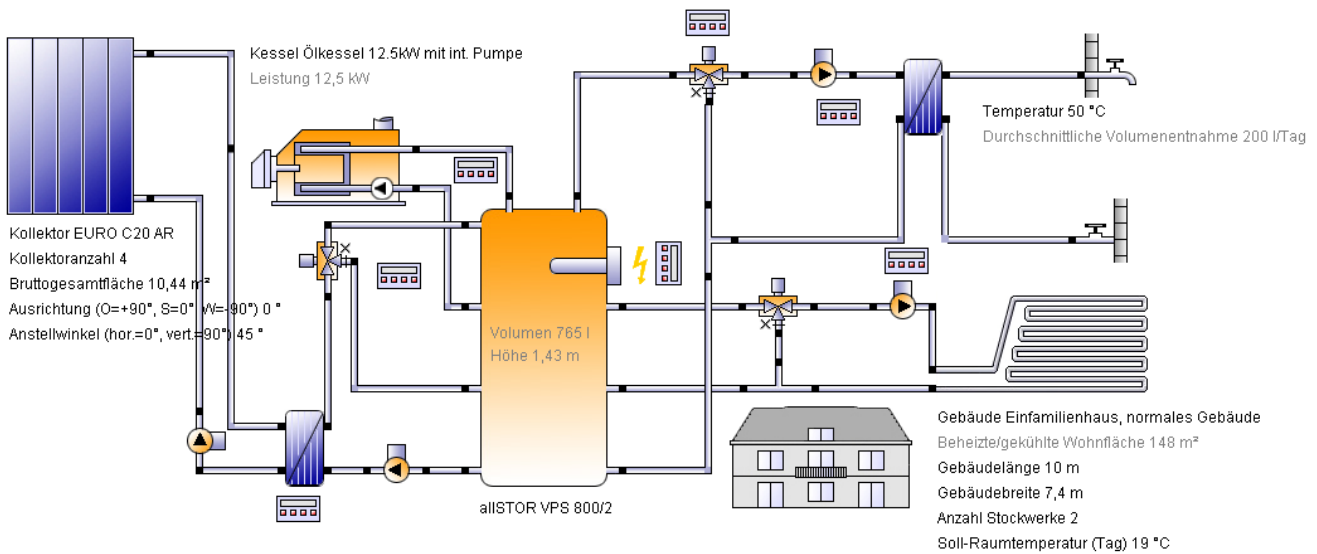 Kessel Ölkessel 12.5kW mit int. Pumpe
Leistung 12,5 kW
Temperatur 50 °C
Durchschnittliche Volumenentnahme 200 l/Tag
Kollektor EURO C20 AR
Kollektoranzahl 4
Bruttogesamtfläche 10,44 m²
Ausrichtung (O=+90°, S=0°, W=-90°) 0 °
Anstellwinkel (hor.=0°, vert.=90°) 45 °
Volumen 765 l
Höhe 1,43 m
allSTOR VPS 800/2
Gebäude Einfamilienhaus, normales Gebäude
Beheizte/gekühlte Wohnfläche 148 m²
Gebäudelänge 10 m
Gebäudebreite 7,4 m
Anzahl Stockwerke 2
Soll-Raumtemperatur (Tag) 19 °C